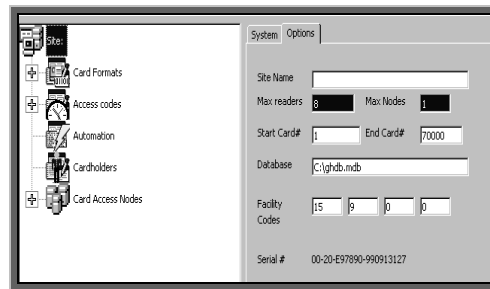 Site:
Card Formats
Access codes
Automation
Cardholders
Card Access Nodes
System Options
Site Name
Max readers 8 Max Nodes 1
Start Card# 1 End Card# 70000
Database C:\ghdb.mdb
Facility Codes 15 9 0 0
Serial # 00-20-E97890-990913127